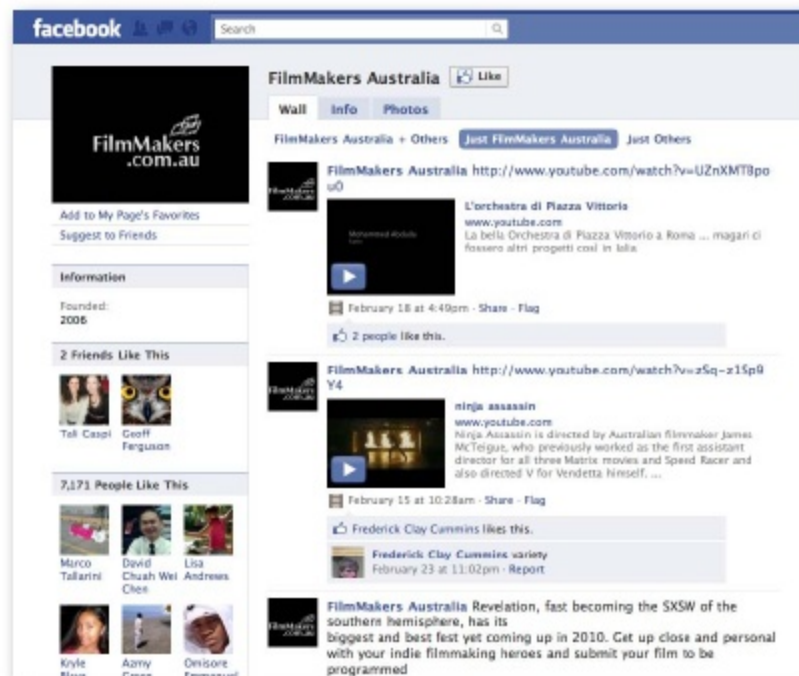 facebook
Search
FilmMakers Australia
Like
Wall
Info
Photos
FilmMakers
.com.au
FilmMakers Australia + Others
Just FilmMakers Australia
Just Others
Add to My Page's Favorites
Suggest to Friends
Information
Founded:
2006
2 Friends Like This
Tali Caspi
Geoff
Ferguson
7,171 People Like This
Marco
Tallarini
David
Chuah Wei
Chen
Lisa
Andrews
Kryle
Azmy
Omisore
FilmMakers Australia http://www.youtube.com/watch?v=UZnXMTBpo
u0
Mohammed Abdulla
L'orchestra di Piazza Vittorio
www.youtube.com
La bella Orchestra di Piazza Vittorio a Roma ... magari ci
fossero altri progetti cosi in Ialia.
February 18 at 4:49pm · Share · Flag
2 people like this.
FilmMakers Australia http://www.youtube.com/watch?v=zSq-z1Sp9
Y4
ninja assassin
www.youtube.com
Ninja Assassin is directed by Australian filmmaker James
McTeigue, who previously worked as the first assistant
director for all three Matrix movies and Speed Racer and
also directed V for Vendetta himself. ...
February 15 at 10:28am · Share · Flag
Frederick Clay Cummins likes this.
Frederick Clay Cummins variety
February 23 at 11:02pm · Report
FilmMakers Australia Revelation, fast becoming the SXSW of the
southern hemisphere, has its
biggest and best fest yet coming up in 2010. Get up close and personal
with your indie filmmaking heroes and submit your film to be
programmed